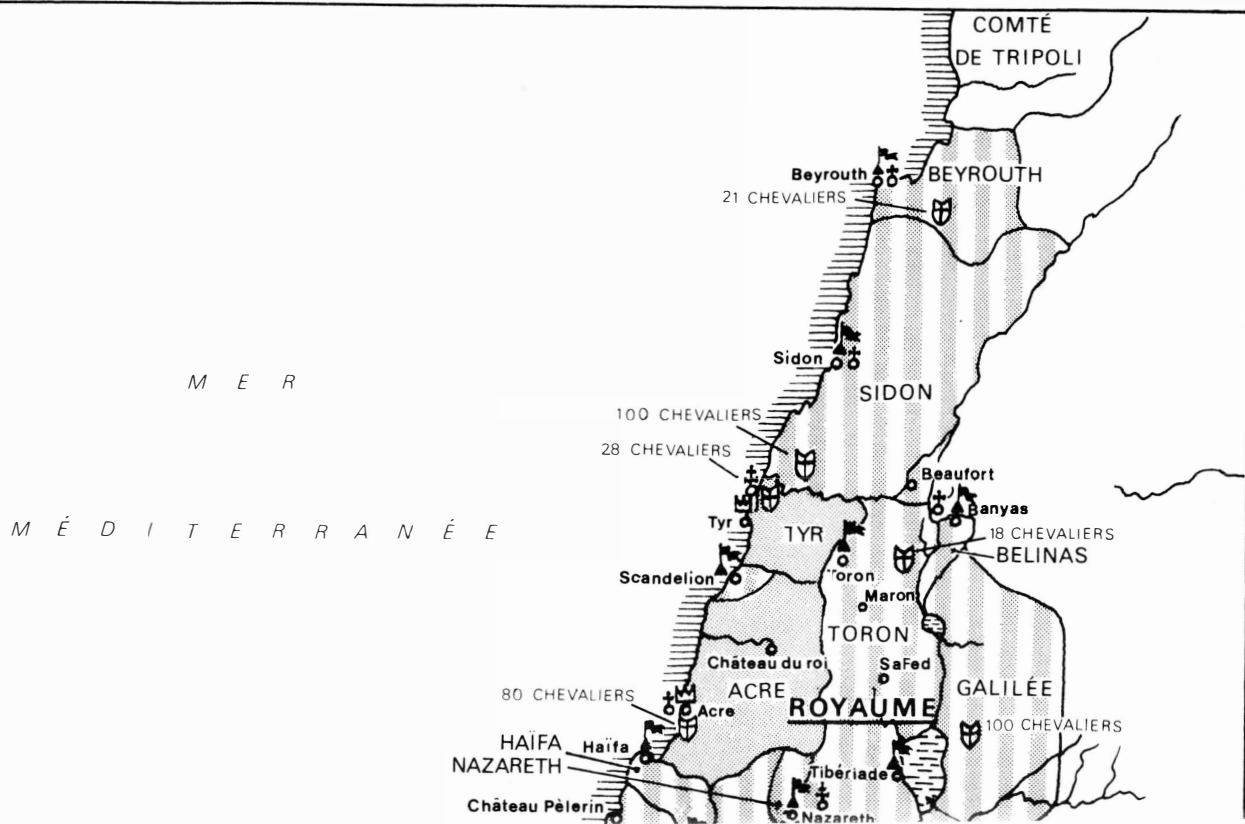 COMTÉ
DE TRIPOLI
Beyrouth
BEYROUTH
21 CHEVALIERS
Sidon
MER
SIDON
100 CHEVALIERS
28 CHEVALIERS
Beaufort
MÉDITERRANÉE
Tyr
TYR
Banyas
18 CHEVALIERS
BELINAS
Scandelion
Toron
Maron
TORON
Château du roi
SaFed
80 CHEVALIERS
ACRE
GALILÉE
Acre
ROYAUME
100 CHEVALIERS
HAÏFA
Haïfa
NAZARETH
Tibériade
Château Pèlerin
Nazareth